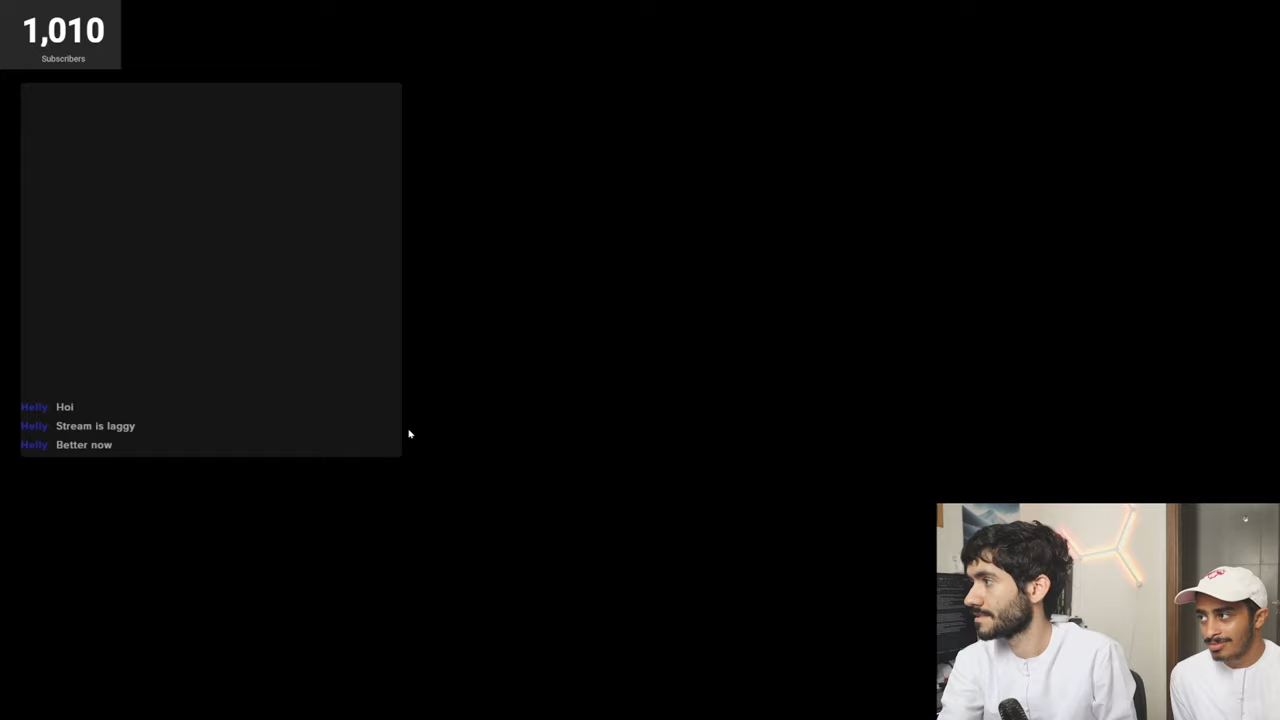 1,010
Subscribers
Helly Hoi
Helly Stream is laggy
Helly Better now